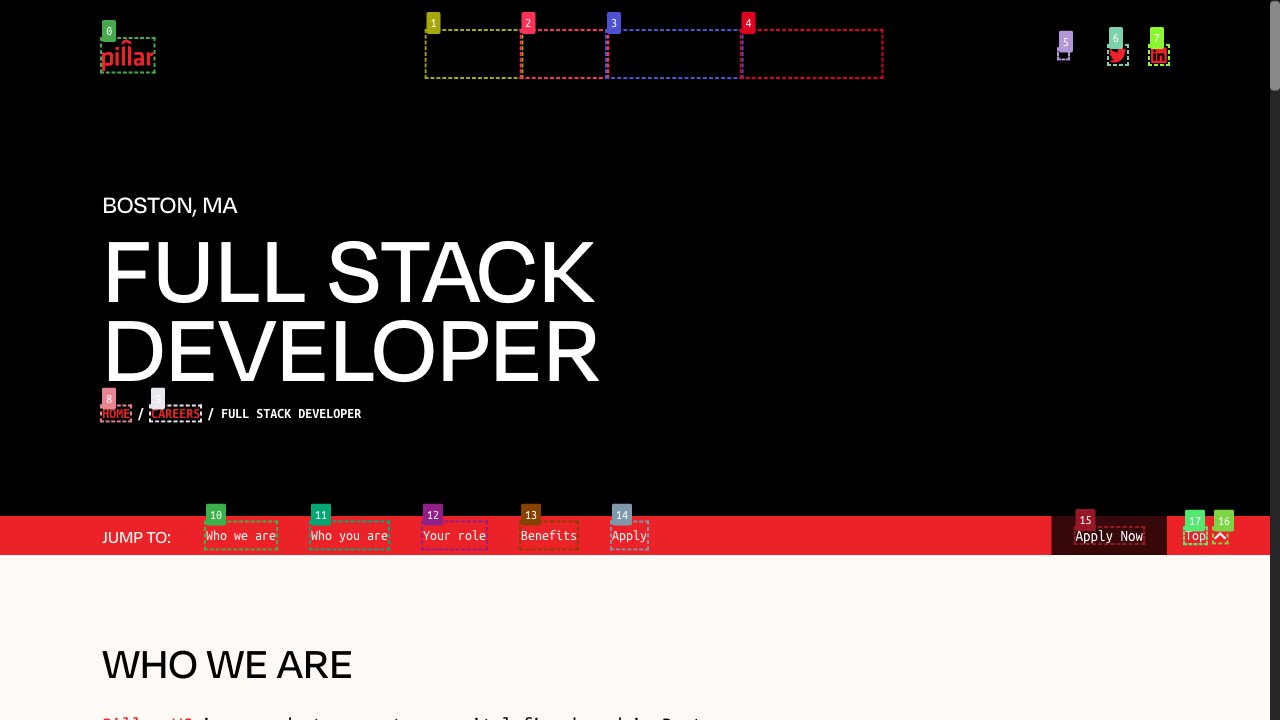 0
1
2
3
4
5
6
7
pillar
BOSTON, MA
FULL STACK
DEVELOPER
8
9
HOME / CAREERS / FULL STACK DEVELOPER
10
11
12
13
14
15
17
16
JUMP TO:
Who we are
Who you are
Your role
Benefits
Apply
Apply Now
Top
WHO WE ARE